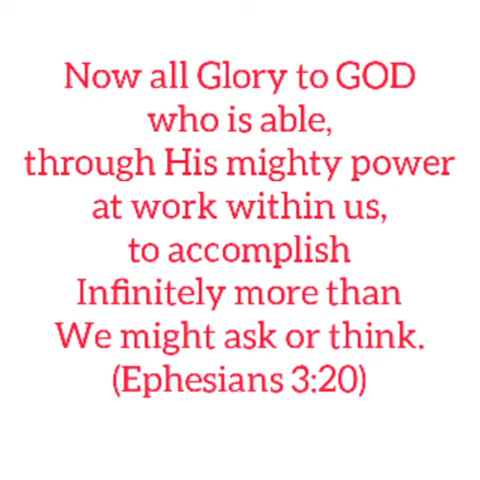 Now all Glory to GOD
who is able,
through His mighty power
at work within us,
to accomplish
Infinitely more than
We might ask or think.
(Ephesians 3:20)